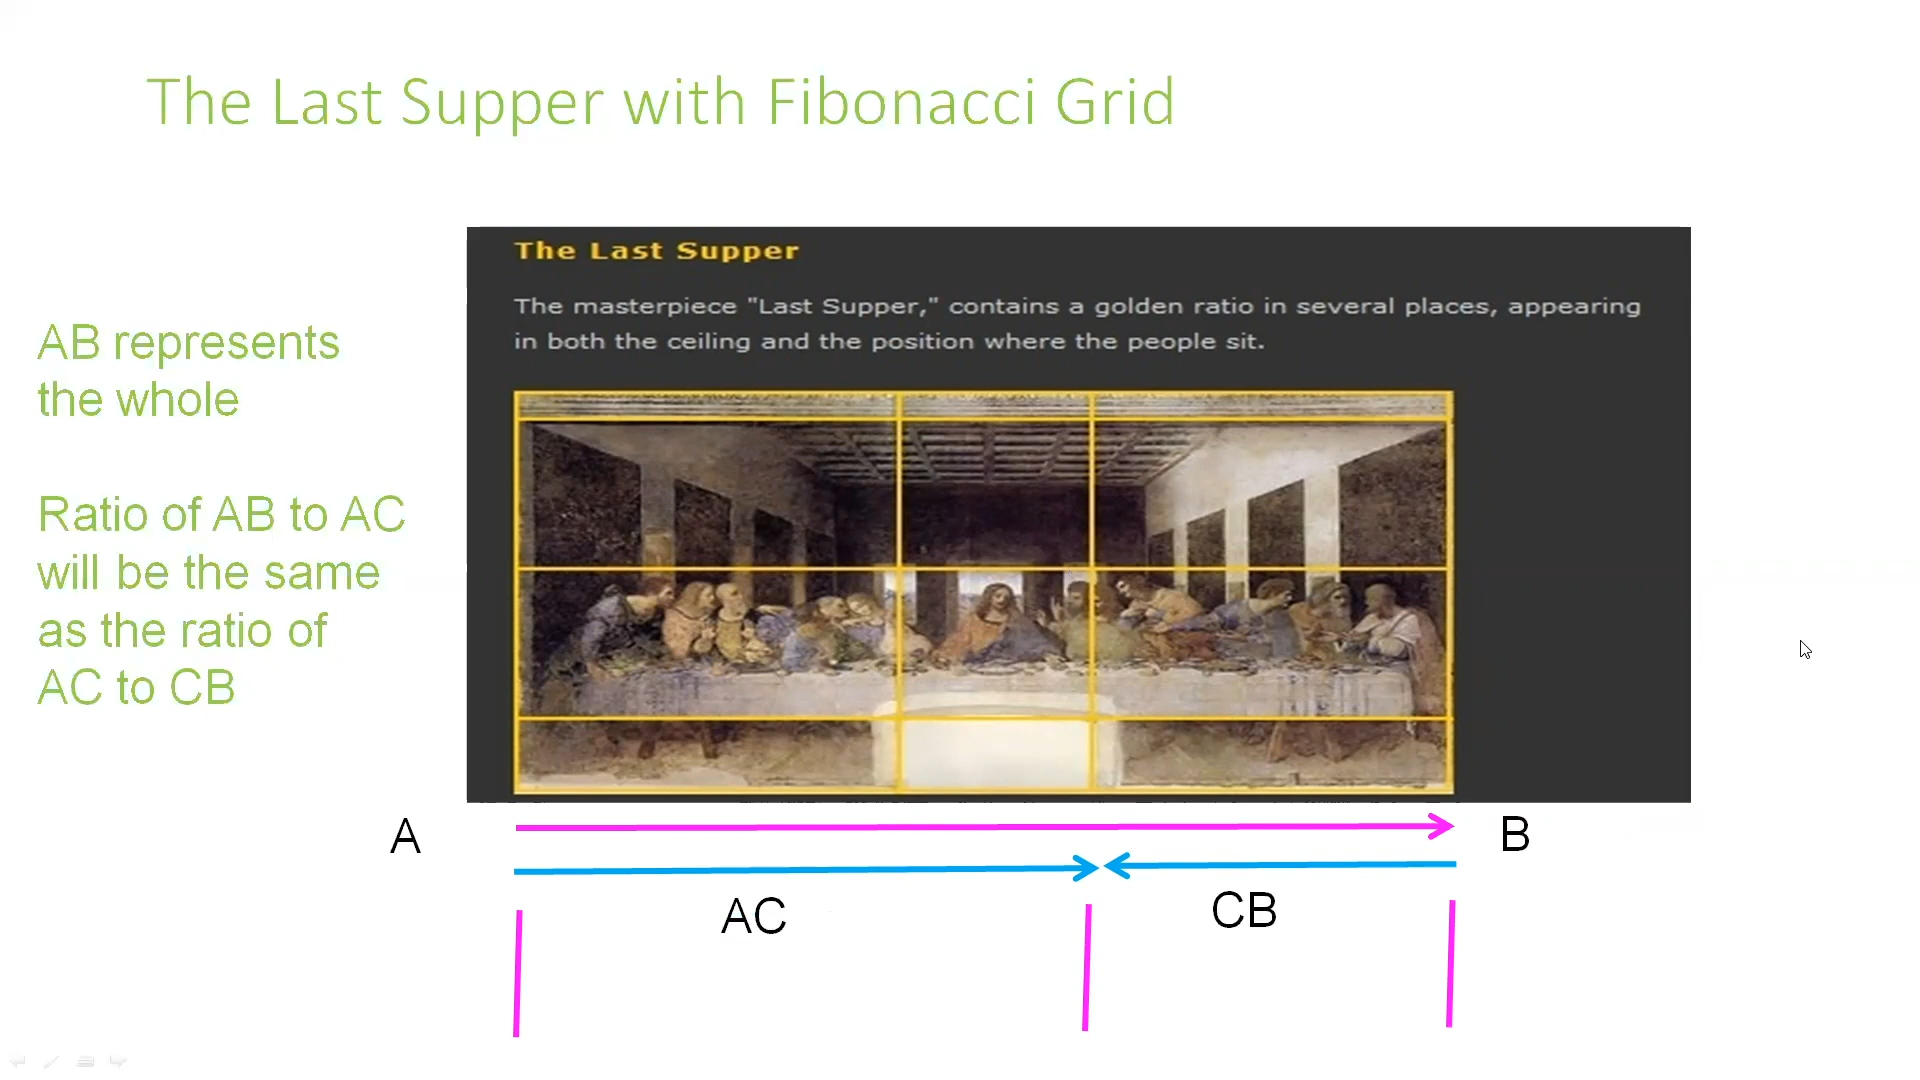 The Last Supper with Fibonacci Grid
AB represents
the whole
Ratio of AB to AC
will be the same
as the ratio of
AC to CB
The Last Supper
The masterpiece "Last Supper," contains a golden ratio in several places, appearing
in both the ceiling and the position where the people sit.
A
B
AC
CB